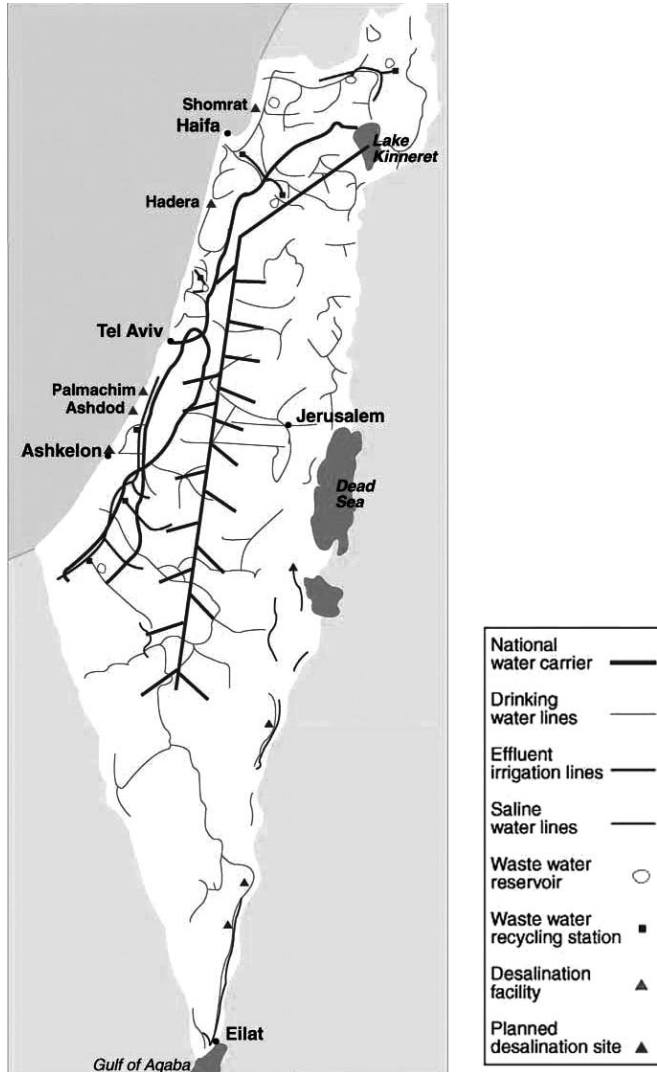 Shomrat
Haifa
Lake
Kinneret
Hadera
Tel Aviv
Palmachim
Ashdod
Jerusalem
Ashkelon
Dead
Sea
Eilat
Gulf of Aqaba
National
water carrier
Drinking
water lines
Effluent
irrigation lines
Saline
water lines
Waste water
reservoir
Waste water
recycling station
Desalination
facility
Planned
desalination site